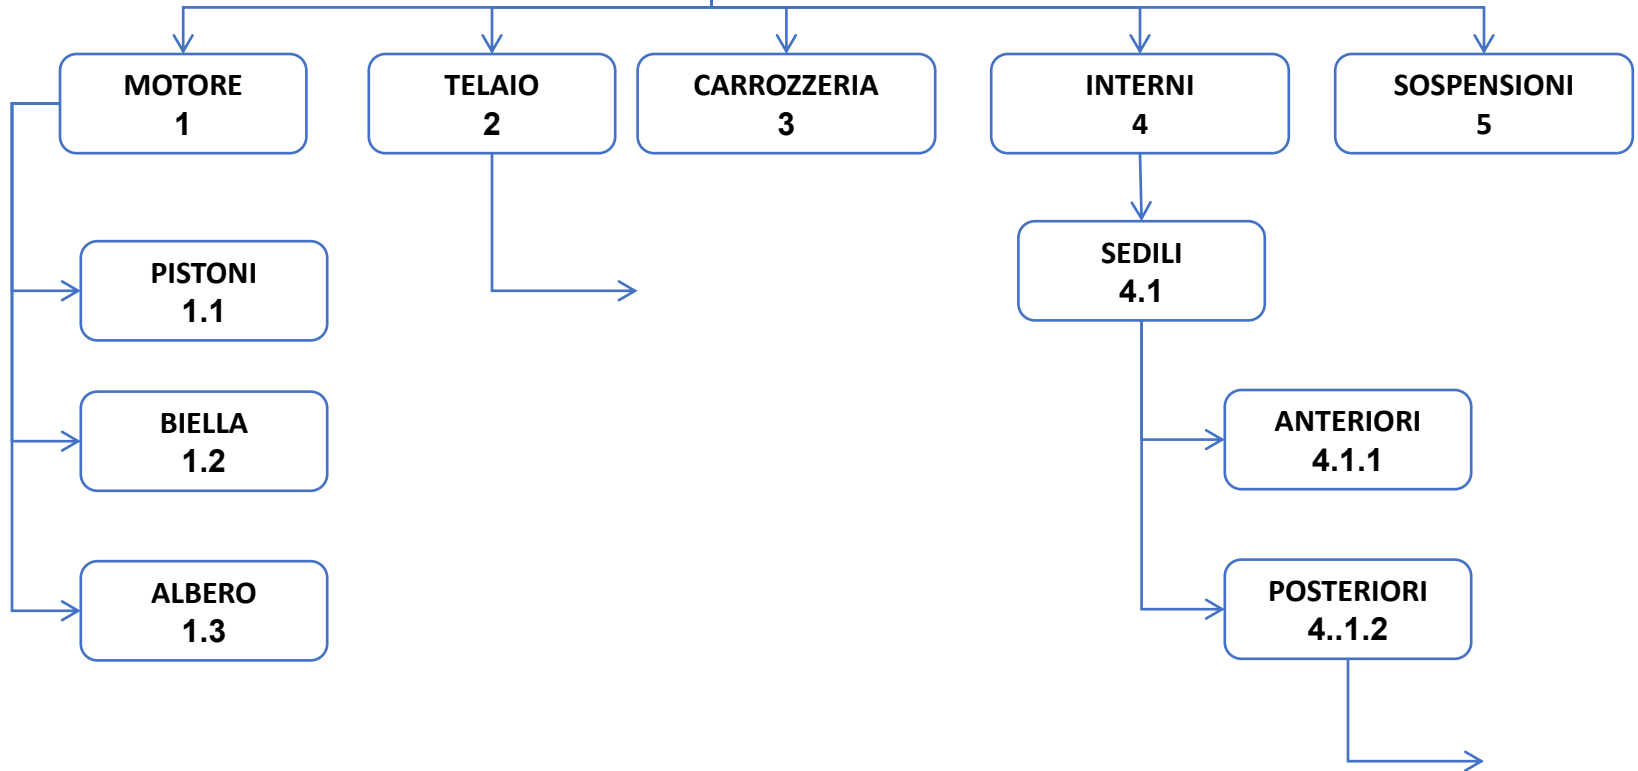 MOTORE
1
TELAIO
2
CARROZZERIA
3
INTERNI
4
SOSPENSIONI
5
PISTONI
1.1
SEDILI
4.1
BIELLA
1.2
ANTERIORI
4.1.1
ALBERO
1.3
POSTERIORI
4..1.2